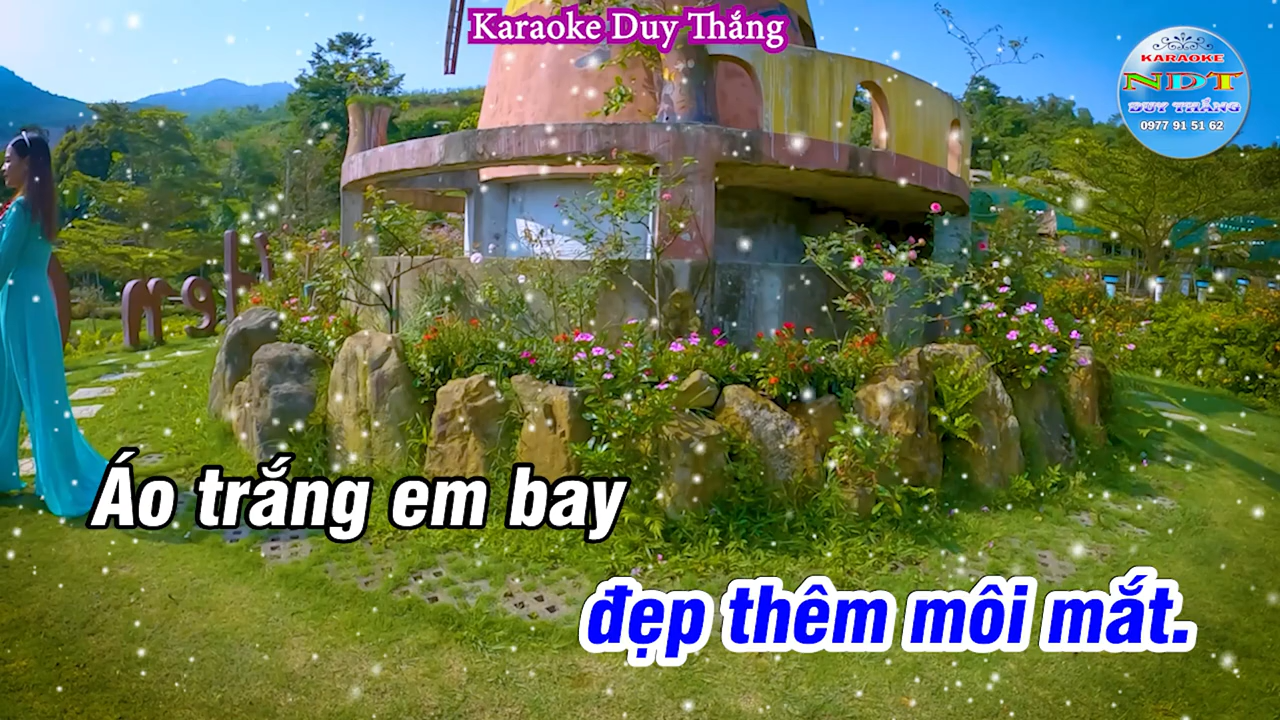 Karaoke Duy Thắng
KARAOKE
NDT
DUY THẮNG
0977 91 51 62
Áo trắng em bay
đẹp thêm môi mắt.